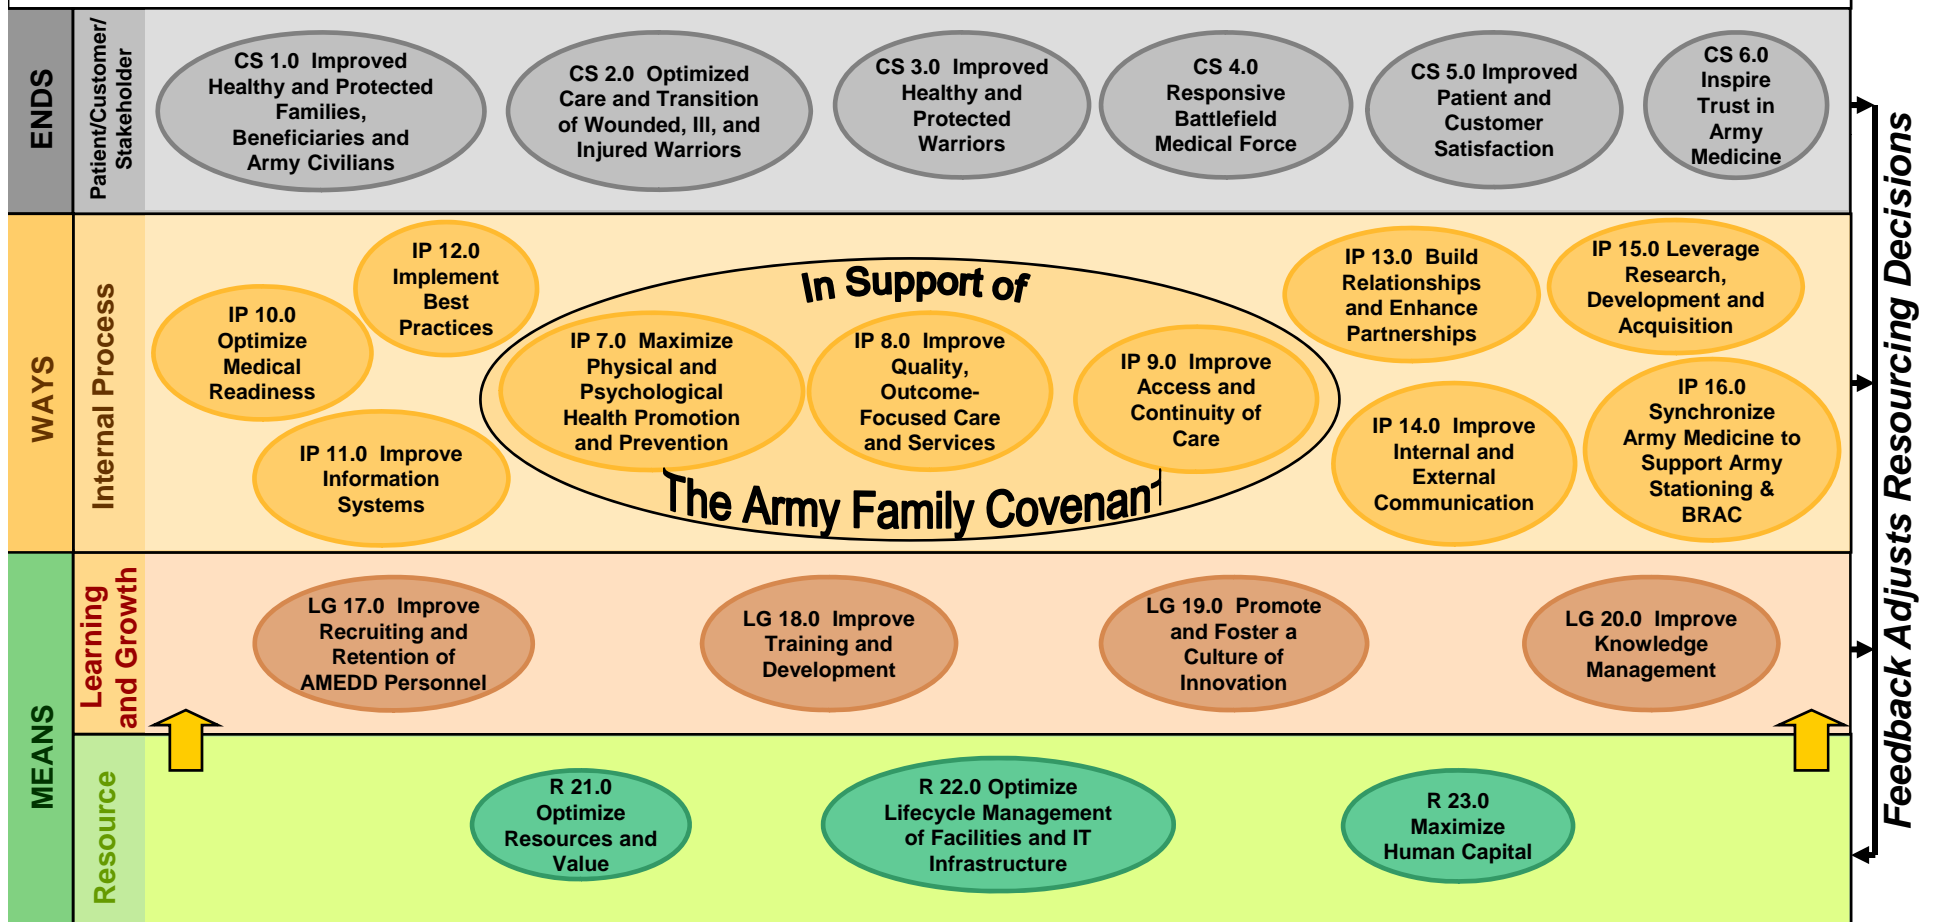 ENDS
Patient/Customer/
Stakeholder
CS 1.0  Improved
Healthy and Protected
Families,
Beneficiaries and
Army Civilians
CS 2.0  Optimized
Care and Transition
of Wounded, Ill, and
Injured Warriors
CS 3.0  Improved
Healthy and
Protected
Warriors
CS 4.0
Responsive
Battlefield
Medical Force
CS 5.0 Improved
Patient and
Customer
Satisfaction
CS 6.0
Inspire
Trust in
Army
Medicine
WAYS
Internal Process
IP 10.0
Optimize
Medical
Readiness
IP 12.0
Implement
Best
Practices
IP 11.0  Improve
Information
Systems
In Support of
IP 7.0  Maximize
Physical and
Psychological
Health Promotion
and Prevention
IP 8.0  Improve
Quality,
Outcome-
Focused Care
and Services
IP 9.0  Improve
Access and
Continuity of
Care
The Army Family Covenant
IP 13.0  Build
Relationships
and Enhance
Partnerships
IP 15.0 Leverage
Research,
Development and
Acquisition
IP 14.0  Improve
Internal and
External
Communication
IP 16.0
Synchronize
Army Medicine to
Support Army
Stationing &
BRAC
MEANS
Learning
and Growth
LG 17.0  Improve
Recruiting and
Retention of
AMEDD Personnel
LG 18.0  Improve
Training and
Development
LG 19.0  Promote
and Foster a
Culture of
Innovation
LG 20.0  Improve
Knowledge
Management
Resource
R 21.0
Optimize
Resources and
Value
R 22.0 Optimize
Lifecycle Management
of Facilities and IT
Infrastructure
R 23.0
Maximize
Human Capital
Feedback Adjusts Resourcing Decisions